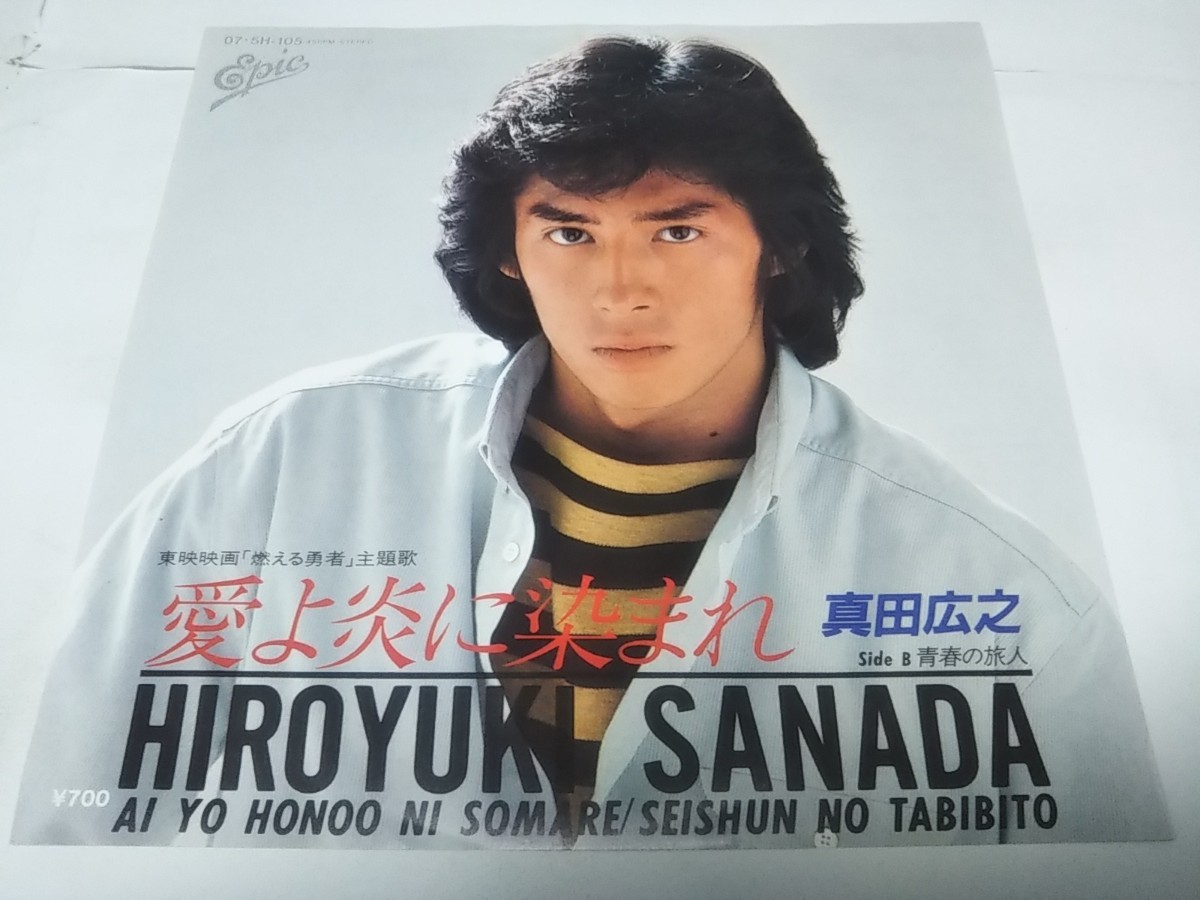 07・5H-105 45RPM STEREO
Epic
東映映画「燃える勇者」主題歌
愛よ炎に染まれ
真田広之
Side B 青春の旅人
HIROYUKI SANADA
¥700
AI YO HONOO NI SOMARE/SEISHUN NO TABIBITO